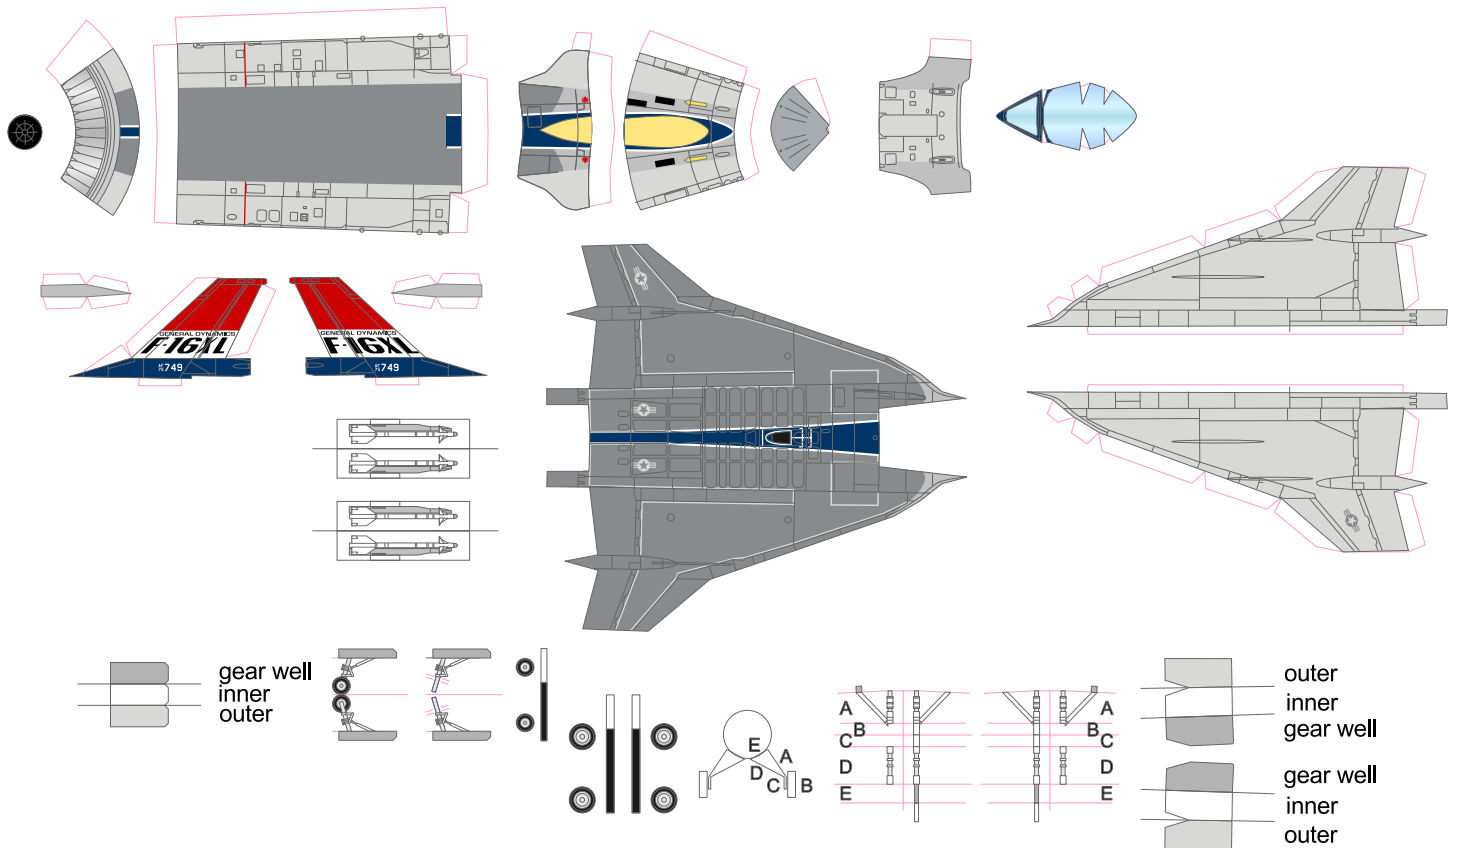 GENERAL DYNAMICS
F-16XL
749
GENERAL DYNAMICS
F-16XL
749
gear well
inner
outer
E
A
D
C
B
A
B
C
D
E
A
B
C
D
E
outer
inner
gear well
gear well
inner
outer